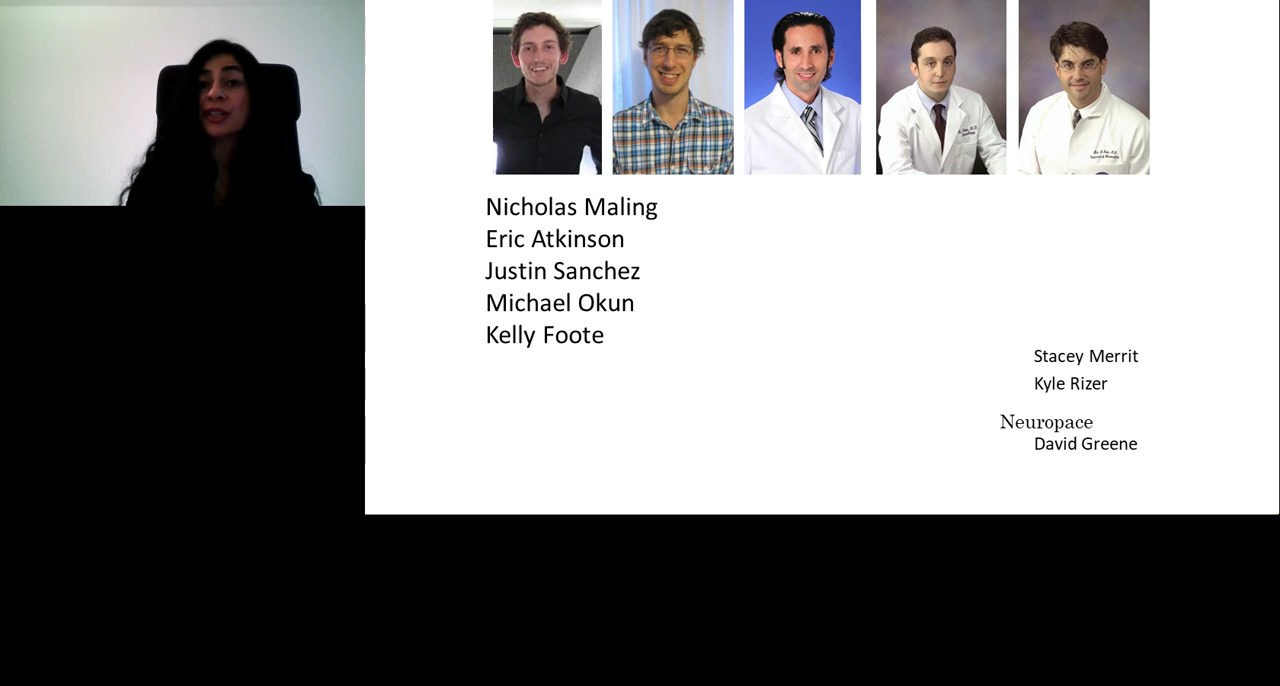 Nicholas Maling
Eric Atkinson
Justin Sanchez
Michael Okun
Kelly Foote
Stacey Merrit
Kyle Rizer
Neuropace
David Greene